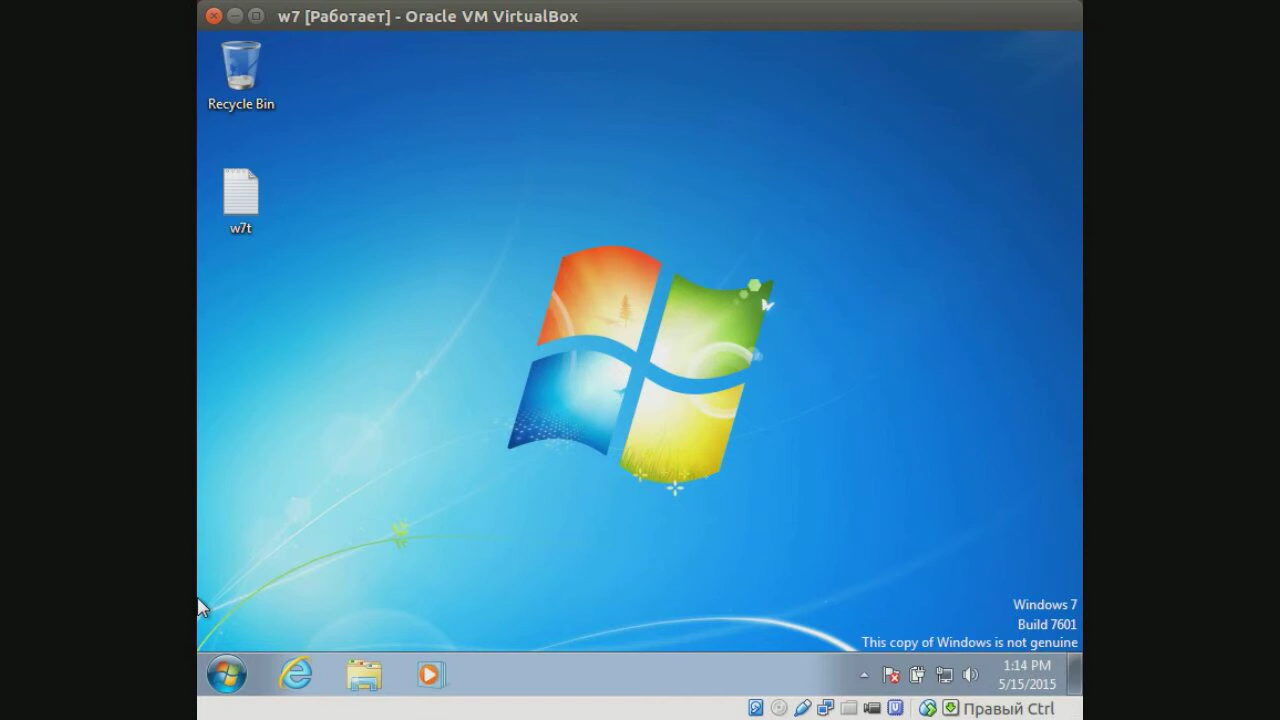 w7 [Работает] - Oracle VM VirtualBox
Recycle Bin
w7t
Windows 7
Build 7601
This copy of Windows is not genuine
1:14 PM
5/15/2015
Правый Ctrl